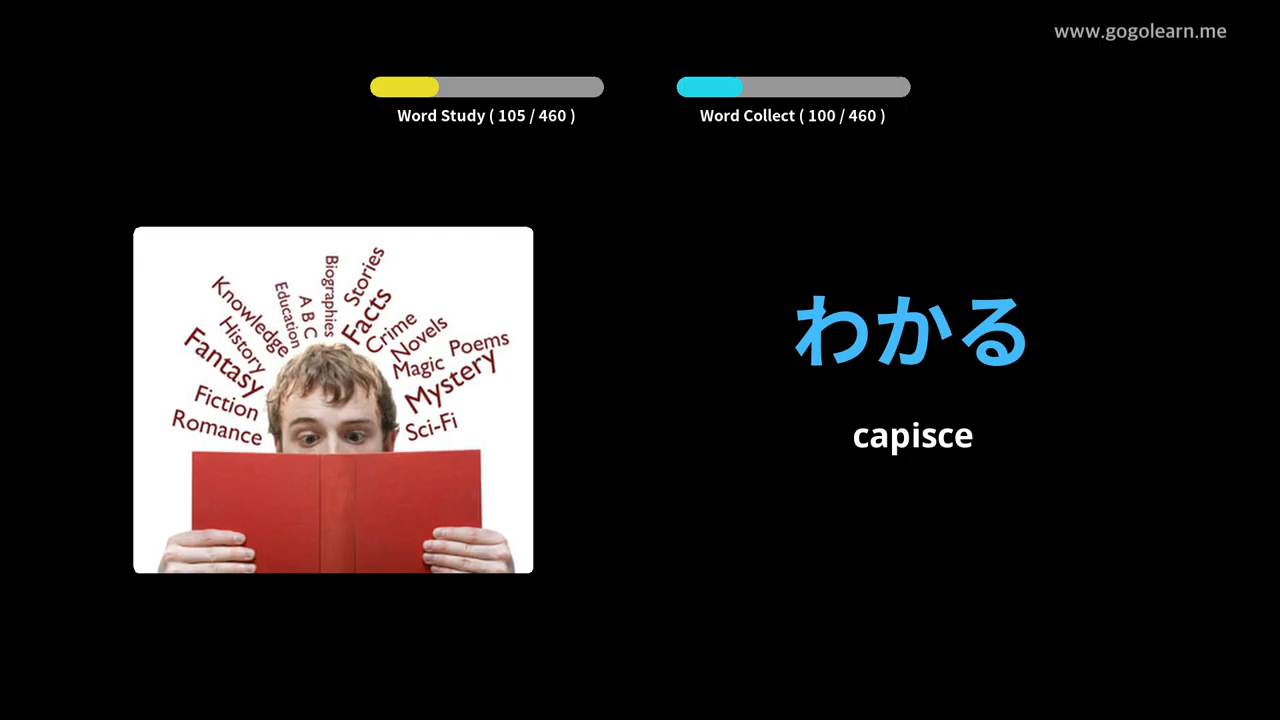 www.gogolearn.me
Word Study ( 105 / 460 )
Word Collect ( 100 / 460 )
Biographies
Stories
Education
A B C
Facts
Knowledge
Crime
History
Novels
Poems
Fantasy
Magic
Mystery
Fiction
Romance
Sci-Fi
わかる
capisce